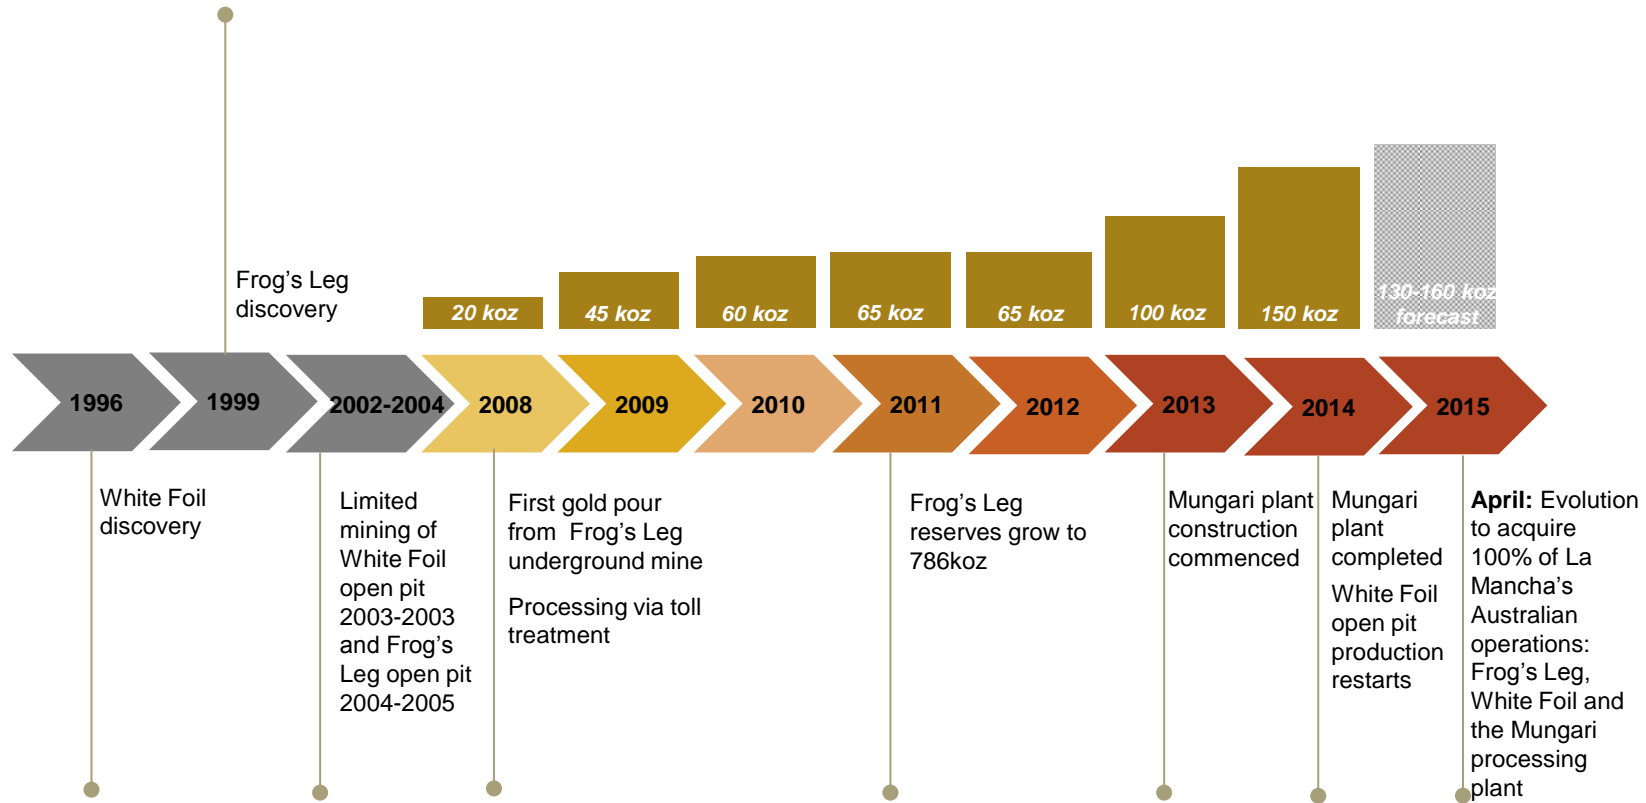 Frog’s Leg
discovery
20 koz
45 koz
60 koz
65 koz
65 koz
100 koz
150 koz
130-160 koz
forecast
1996
1999
2002-2004
2008
2009
2010
2011
2012
2013
2014
2015
White Foil
discovery
Limited
mining of
White Foil
open pit
2003-2003
and Frog’s
Leg open pit
2004-2005
First gold pour
from Frog’s Leg
underground mine
Processing via toll
treatment
Frog’s Leg
reserves grow to
786koz
Mungari plant
construction
commenced
Mungari
plant
completed
White Foil
open pit
production
restarts
April: Evolution
to acquire
100% of La
Mancha’s
Australian
operations:
Frog’s Leg,
White Foil and
the Mungari
processing
plant